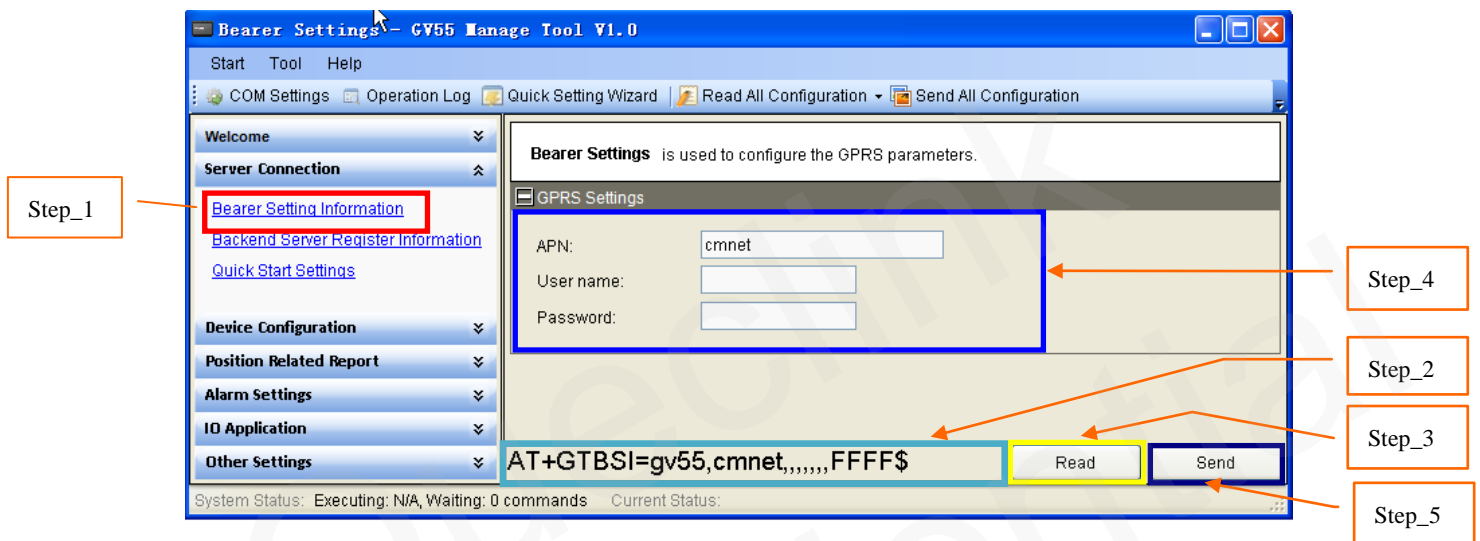 Bearer Settings - GV55 Manage Tool V1.0
Start Tool Help
COM Settings Operation Log Quick Setting Wizard Read All Configuration Send All Configuration
Welcome
Bearer Settings is used to configure the GPRS parameters.
Server Connection
GPRS Settings
Step_1
Bearer Setting Information
Backend Server Register Information
Quick Start Settings
APN: cmnet
User name:
Password:
Step_4
Device Configuration
Position Related Report
Alarm Settings
IO Application
Other Settings
Step_2
Step_3
AT+GTBSI=gv55,cmnet,,,,,,,FFFF$
Read
Send
System Status: Executing: N/A, Waiting: 0 commands Current Status:
Step_5